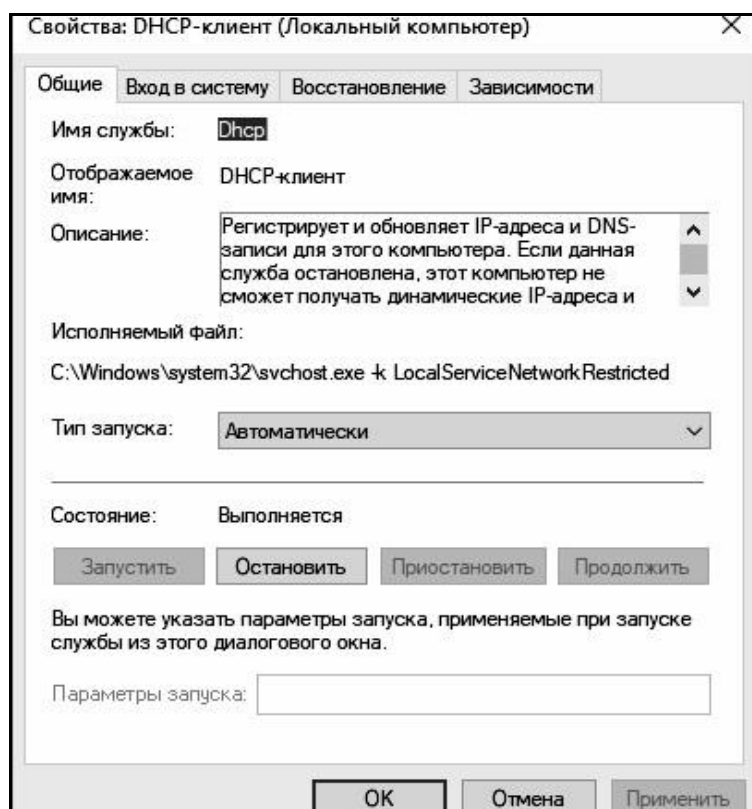 Свойства: DHCP-клиент (Локальный компьютер)
Общие Вход в систему Восстановление Зависимости
Имя службы: Dhcp
Отображаемое имя: DHCP-клиент
Описание: Регистрирует и обновляет IP-адреса и DNS-
записи для этого компьютера. Если данная
служба остановлена, этот компьютер не
сможет получать динамические IP-адреса и
Исполняемый файл:
C:\Windows\system32\svchost.exe -k LocalServiceNetworkRestricted
Тип запуска: Автоматически
Состояние: Выполняется
Запустить Остановить Приостановить Продолжить
Вы можете указать параметры запуска, применяемые при запуске
службы из этого диалогового окна.
Параметры запуска:
OK Отмена Применить